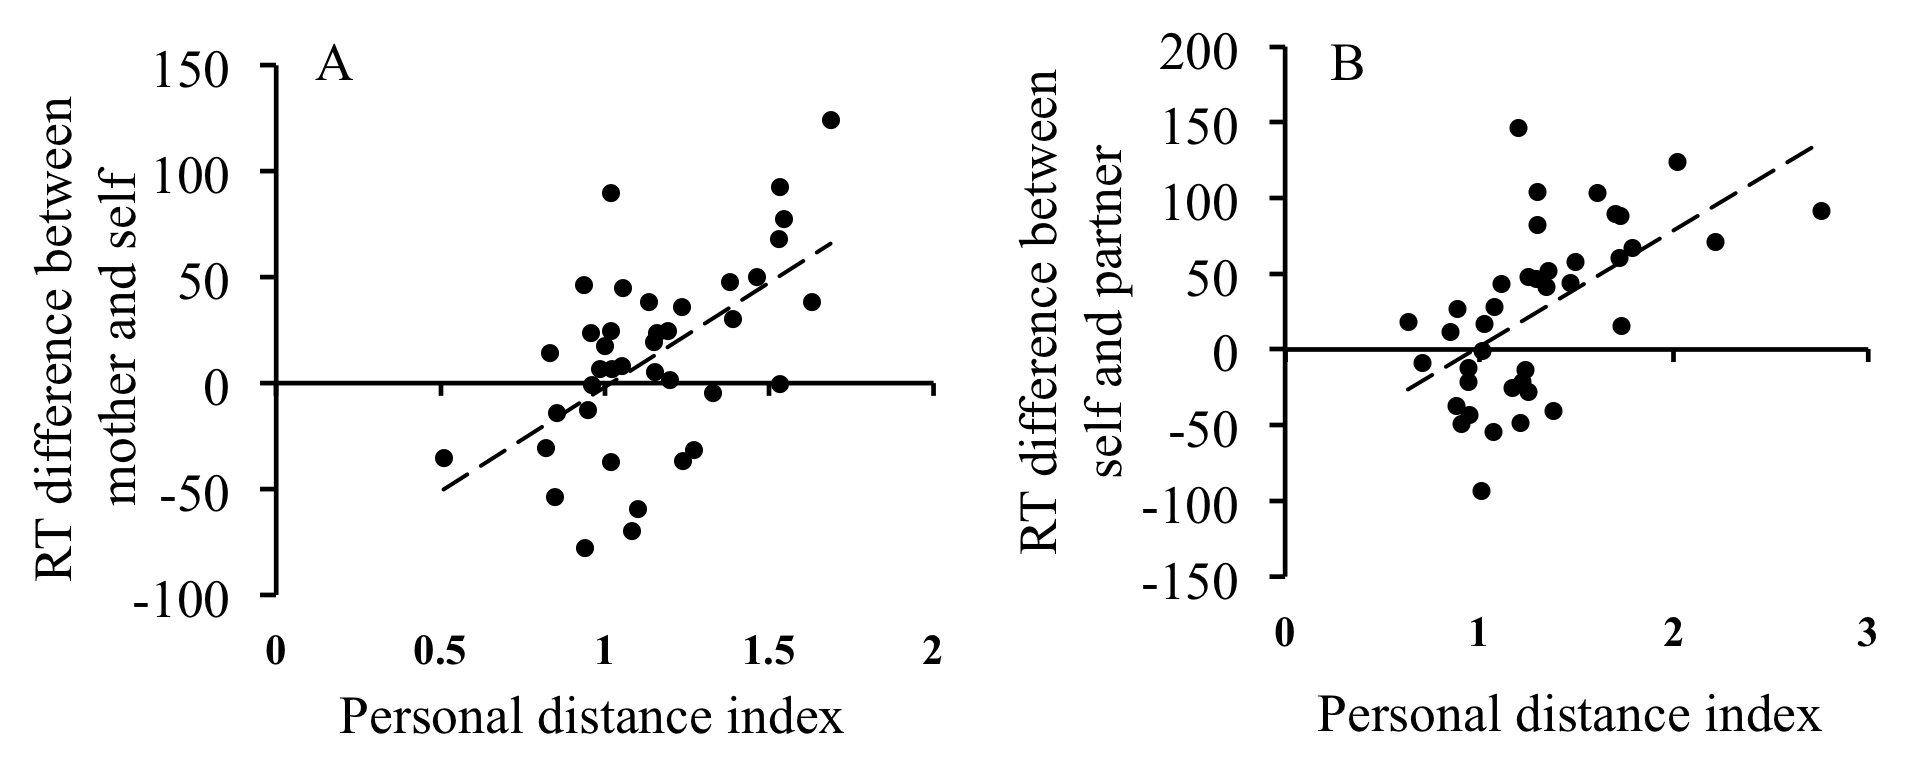 A
RT difference between
mother and self
150
100
50
0
-50
-100
0 0.5 1 1.5 2
Personal distance index
B
RT difference between
self and partner
200
150
100
50
0
-50
-100
-150
0 1 2 3
Personal distance index